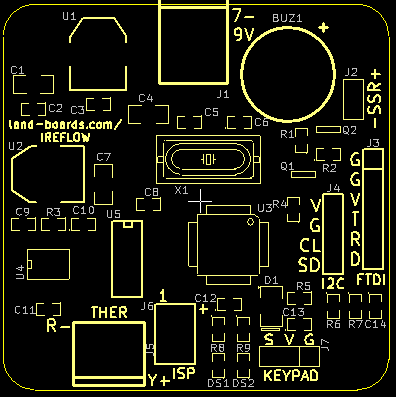 U1
7-
9V
BUZ1
+
J1
C1
C2
C3
C4
C5
C6
J2
-SSR+
land-boards.com/
IREFLOW
R1
Q2
U2
C7
Q1
R2
J3
X1
C8
R4
J4
G
G
V
T
R
D
V
G
CL
SD
U3
C9
R3
C10
U5
U4
I2C
FTDI
D1
R5
C11
THER
J6
1
C12
+
C13
R6
R7
C14
R-
J5
S V G
J7
R8
R9
Y+
ISP
DS1
DS2
KEYPAD